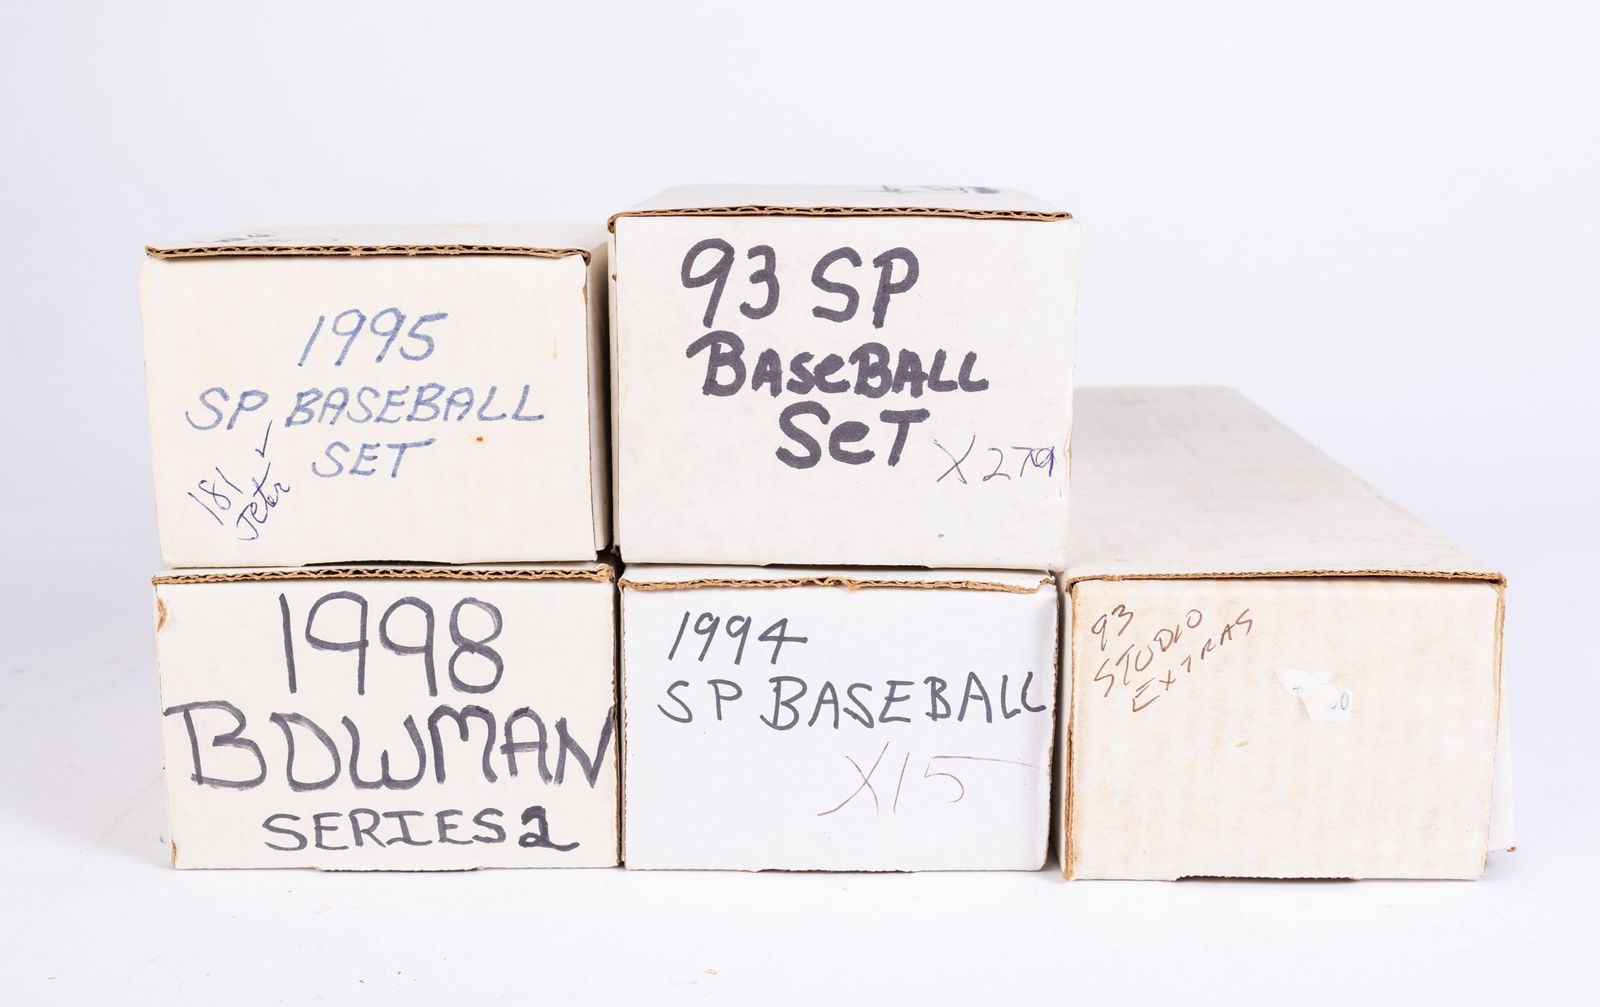 1995
SP BASEBALL
SET
181
Jeter
93 SP
BASeBALL
SeT
X279
1998
BOWMAN
SERIES 2
1994
SP BASEBALL
X15
93
STUDIO
EXTRAS